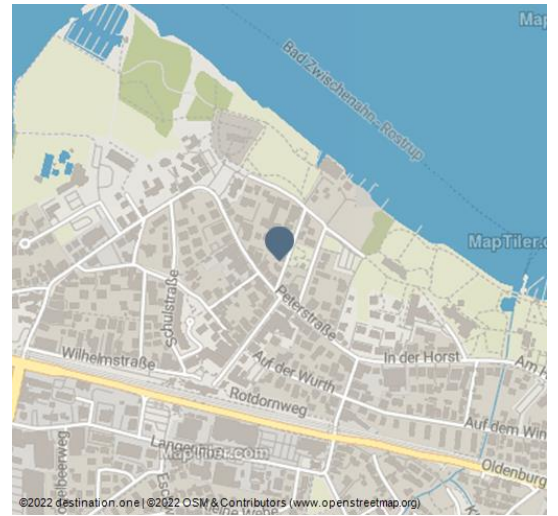 Map
Bad Zwischenahn - Rostrup
MapTiler.c
Schulstraße
Peterstraße
Wilhelmstraße
Auf der Wurth
In der Horst
Am H
Rotdornweg
Auf dem Win
Lange
MapTiler.com
Oldenburg
©2022 destination.one | ©2022 OSM & Contributors (www.openstreetmap.org)